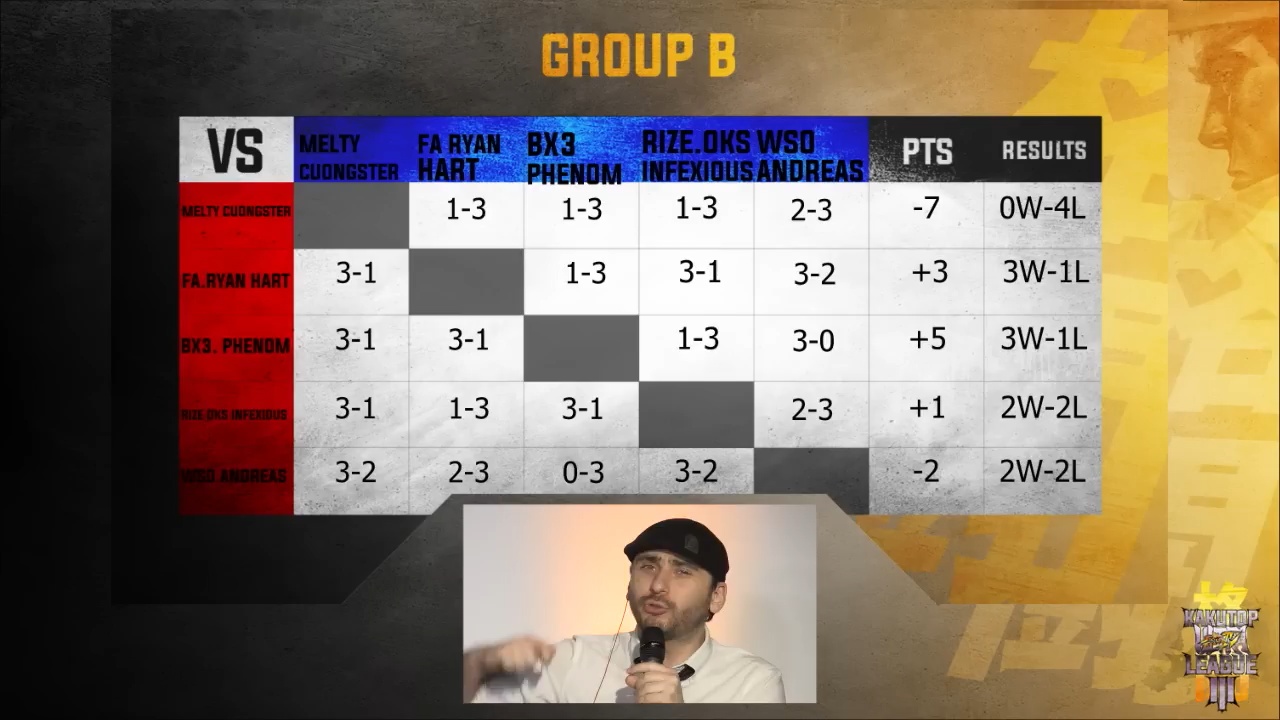 GROUP B
VS MELTY CUONGSTER FA RYAN HART BX3 PHENOM RIZE.OKS INFEXIOUS WSO ANDREAS PTS RESULTS
MELTY CUONGSTER 1-3 1-3 1-3 2-3 -7 0W-4L
FA.RYAN HART 3-1 1-3 3-1 3-2 +3 3W-1L
BX3. PHENOM 3-1 3-1 1-3 3-0 +5 3W-1L
RIZE.OKS INFEXIOUS 3-1 1-3 3-1 2-3 +1 2W-2L
WSO ANDREAS 3-2 2-3 0-3 3-2 -2 2W-2L
KAKUTOP
LEAGUE
III